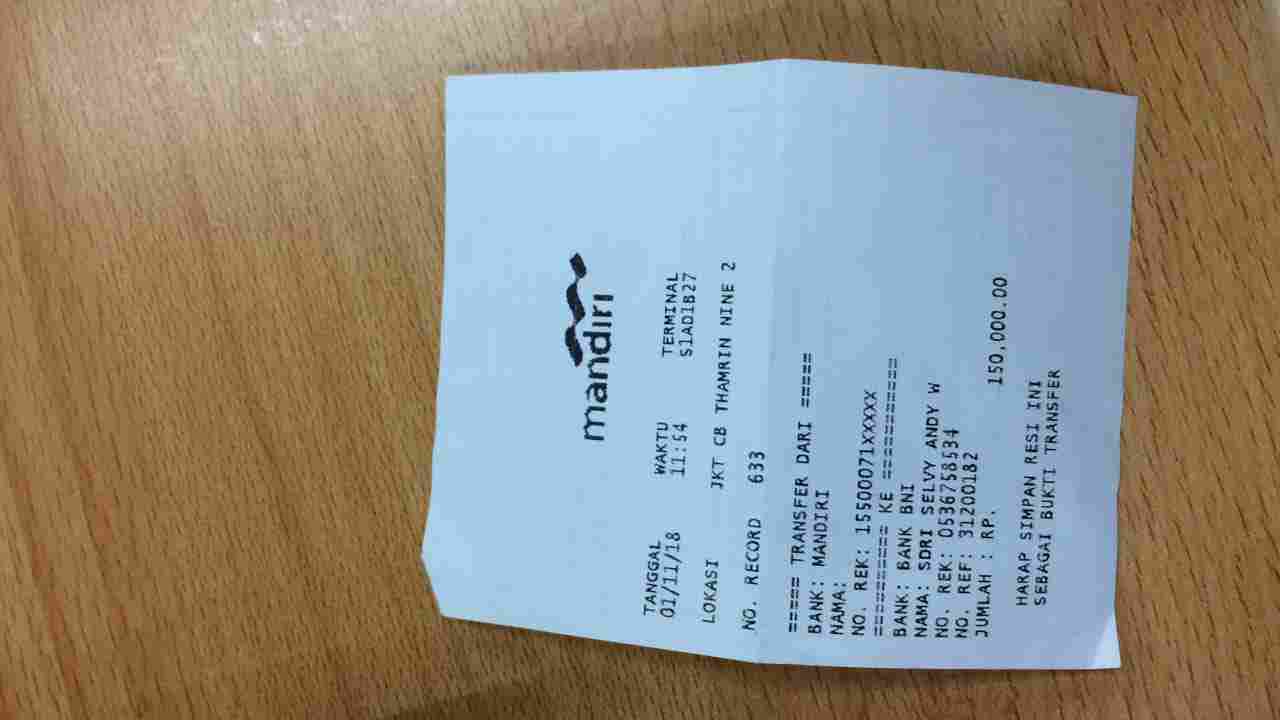 mandiri
TANGGAL WAKTU TERMINAL
01/11/18 11:54 S1AD1B27
LOKASI JKT CB THAMRIN NINE 2
NO. RECORD 633
===== TRANSFER DARI =====
BANK: MANDIRI
NAMA:
NO. REK: 15500071XXXXX
========== KE ===========
BANK: BANK BNI
NAMA: SDRI SELVY ANDY W
NO. REK: 0536758534
NO. REF: 31200182
JUMLAH : RP. 150,000.00
HARAP SIMPAN RESI INI
SEBAGAI BUKTI TRANSFER